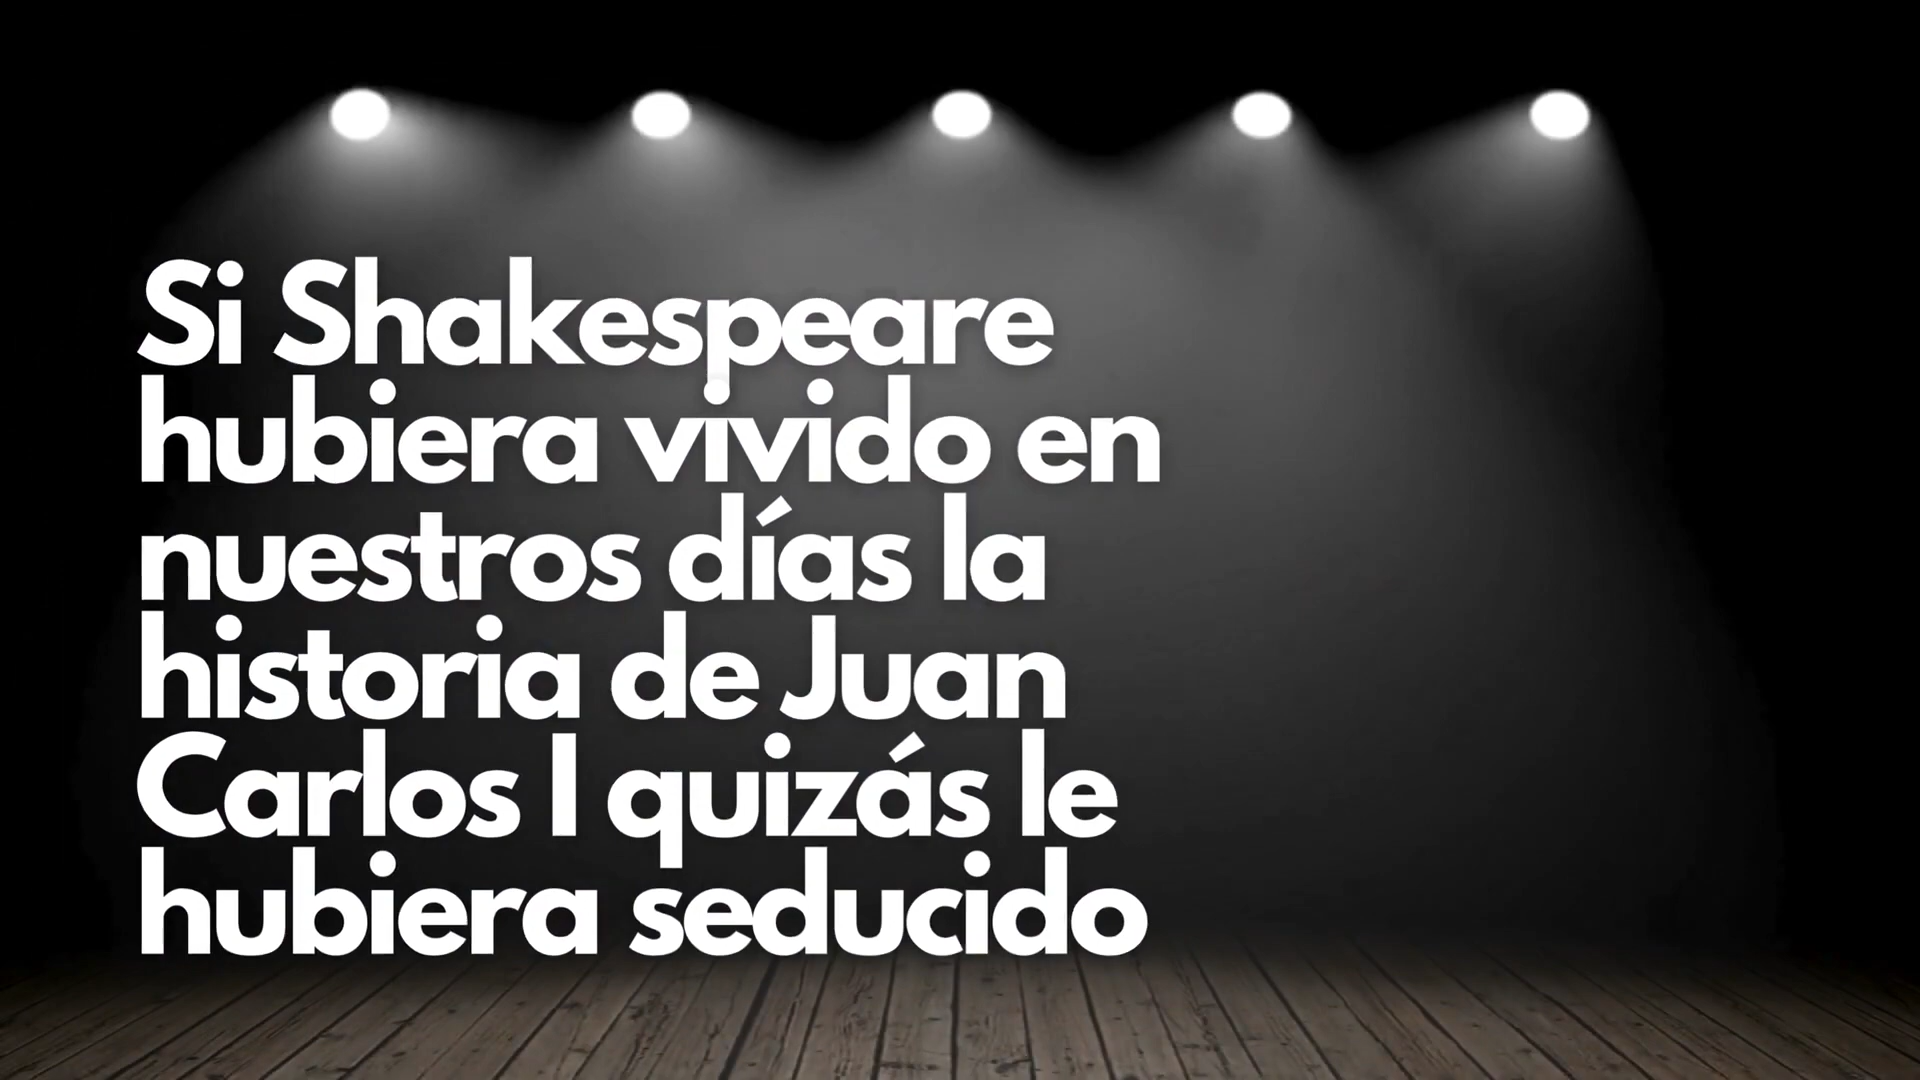 Si Shakespeare
hubiera vivido en
nuestros días la
historia de Juan
Carlos I quizás le
hubiera seducido